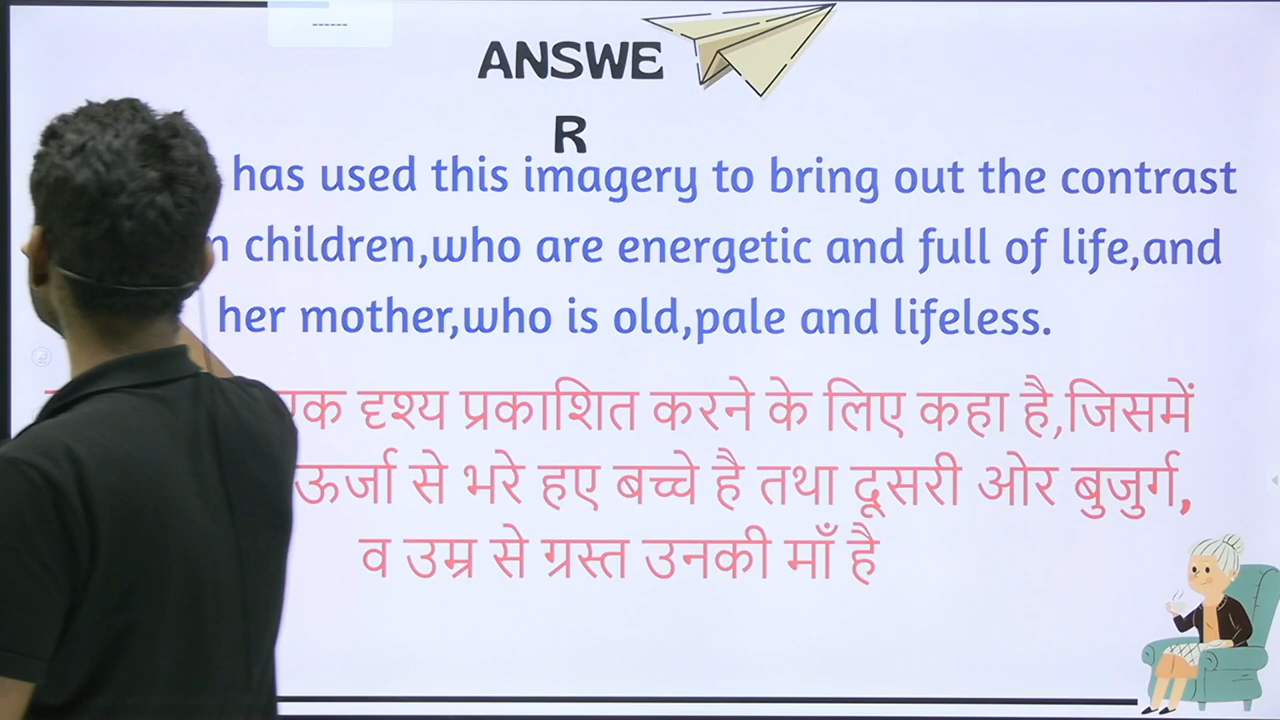 ------
ANSWE
R
has used this imagery to bring out the contrast
children,who are energetic and full of life,and
her mother,who is old,pale and lifeless.
एक दृश्य प्रकाशित करने के लिए कहा है,जिसमें
ऊर्जा से भरे हए बच्चे है तथा दूसरी ओर बुजुर्ग,
व उम्र से ग्रस्त उनकी माँ है